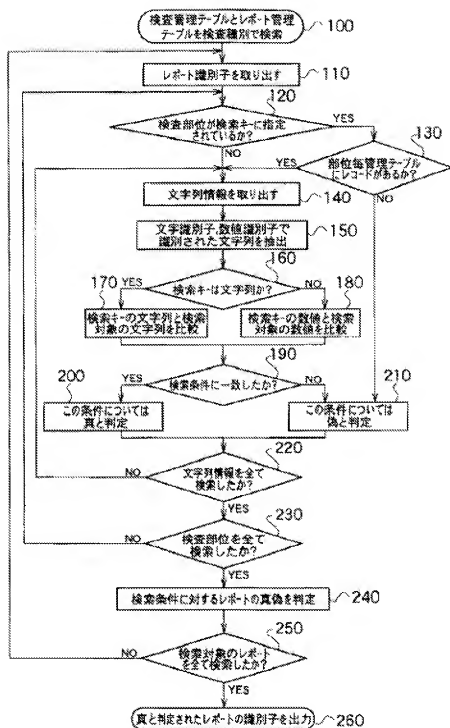 検査管理テーブルとレポート管理
テーブルを検査種別で検索
100
レポート識別子を取り出す
110
120
検査部位が検索キーに指定
されているか?
YES
NO
130
部位毎管理テーブル
にレコードがあるか?
YES
NO
文字列情報を取り出す
140
文字識別子,数値識別子で
識別された文字列を抽出
150
160
検索キーは文字列か?
YES
NO
170
検索キーの文字列と検索
対象の文字列を比較
180
検索キーの数値と検索
対象の数値を比較
190
検索条件に一致したか?
YES
NO
200
この条件については
真と判定
210
この条件については
偽と判定
220
文字列情報を全て
検索したか?
NO
YES
230
検査部位を全て
検索したか?
NO
YES
検索条件に対するレポートの真偽を判定
240
250
検索対象のレポート
を全て検索したか?
NO
YES
真と判定されたレポートの識別子を出力
260